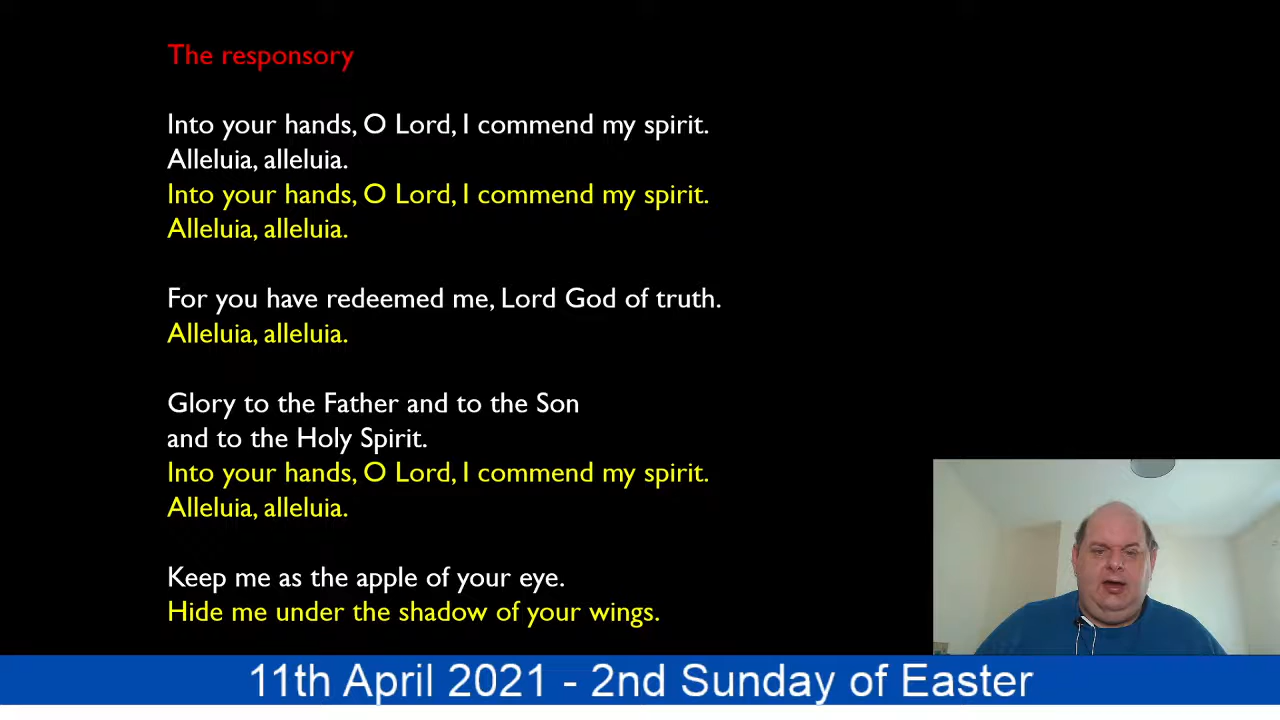 The responsory
Into your hands, O Lord, I commend my spirit.
Alleluia, alleluia.
Into your hands, O Lord, I commend my spirit.
Alleluia, alleluia.
For you have redeemed me, Lord God of truth.
Alleluia, alleluia.
Glory to the Father and to the Son
and to the Holy Spirit.
Into your hands, O Lord, I commend my spirit.
Alleluia, alleluia.
Keep me as the apple of your eye.
Hide me under the shadow of your wings.
11th April 2021 - 2nd Sunday of Easter